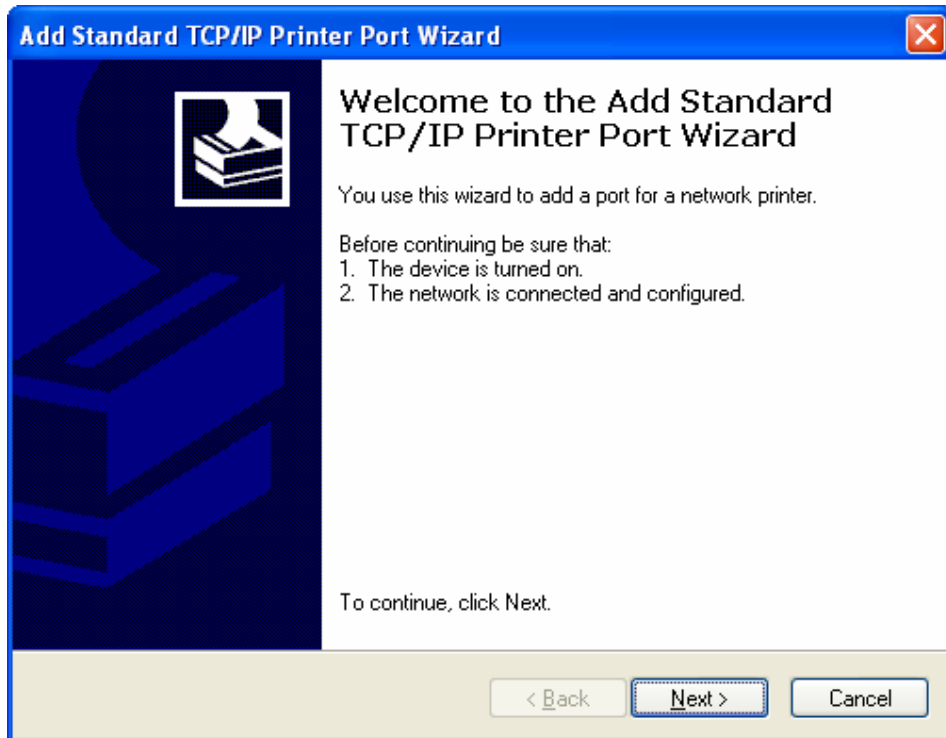 Add Standard TCP/IP Printer Port Wizard
Welcome to the Add Standard
TCP/IP Printer Port Wizard
You use this wizard to add a port for a network printer.
Before continuing be sure that:
1. The device is turned on.
2. The network is connected and configured.
To continue, click Next.
< Back
Next >
Cancel